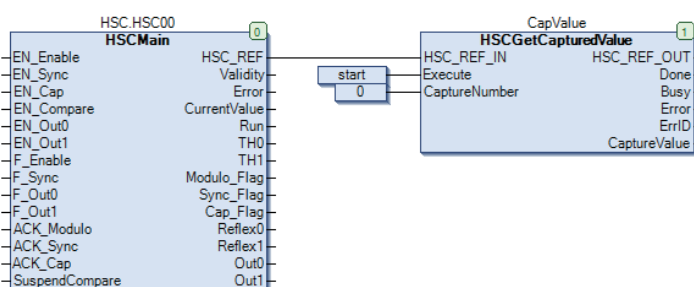 HSC.HSC00
0
HSCMain
EN_Enable HSC_REF
EN_Sync Validity
EN_Cap Error
EN_Compare CurrentValue
EN_Out0 Run
EN_Out1 TH0
F_Enable TH1
F_Sync Modulo_Flag
F_Out0 Sync_Flag
F_Out1 Cap_Flag
ACK_Modulo Reflex0
ACK_Sync Reflex1
ACK_Cap Out0
SuspendCompare Out1
CapValue
1
HSCGetCapturedValue
HSC_REF_IN HSC_REF_OUT
start Execute Done
0 CaptureNumber Busy
Error
ErrID
CaptureValue